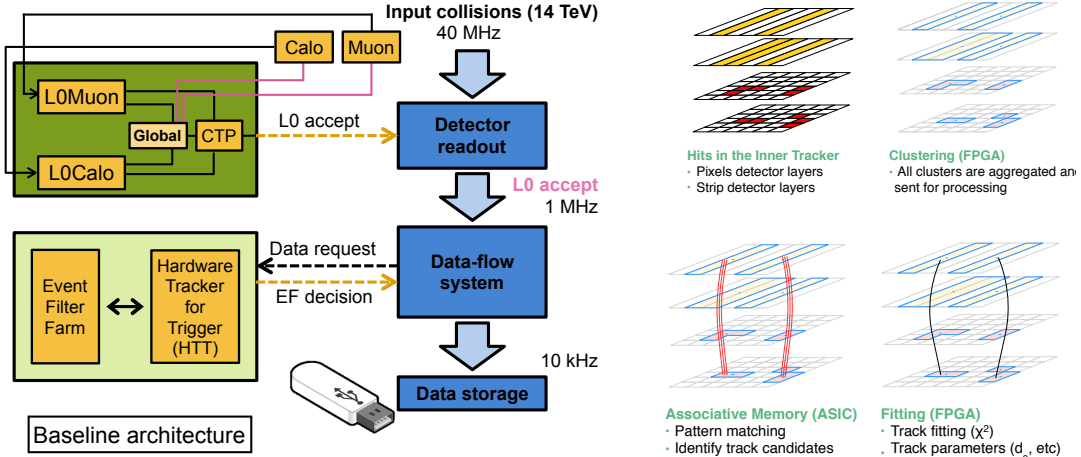 Input collisions (14 TeV)
40 MHz
Calo
Muon
L0Muon
Global
CTP
L0Calo
L0 accept
Detector
readout
L0 accept
1 MHz
Data request
EF decision
Data-flow
system
Event
Filter
Farm
Hardware
Tracker
for
Trigger
(HTT)
10 kHz
Data storage
Baseline architecture
Hits in the Inner Tracker
• Pixels detector layers
• Strip detector layers
Clustering (FPGA)
• All clusters are aggregated and
sent for processing
Associative Memory (ASIC)
• Pattern matching
• Identify track candidates
Fitting (FPGA)
• Track fitting (χ²)
• Track parameters (d₀, etc)